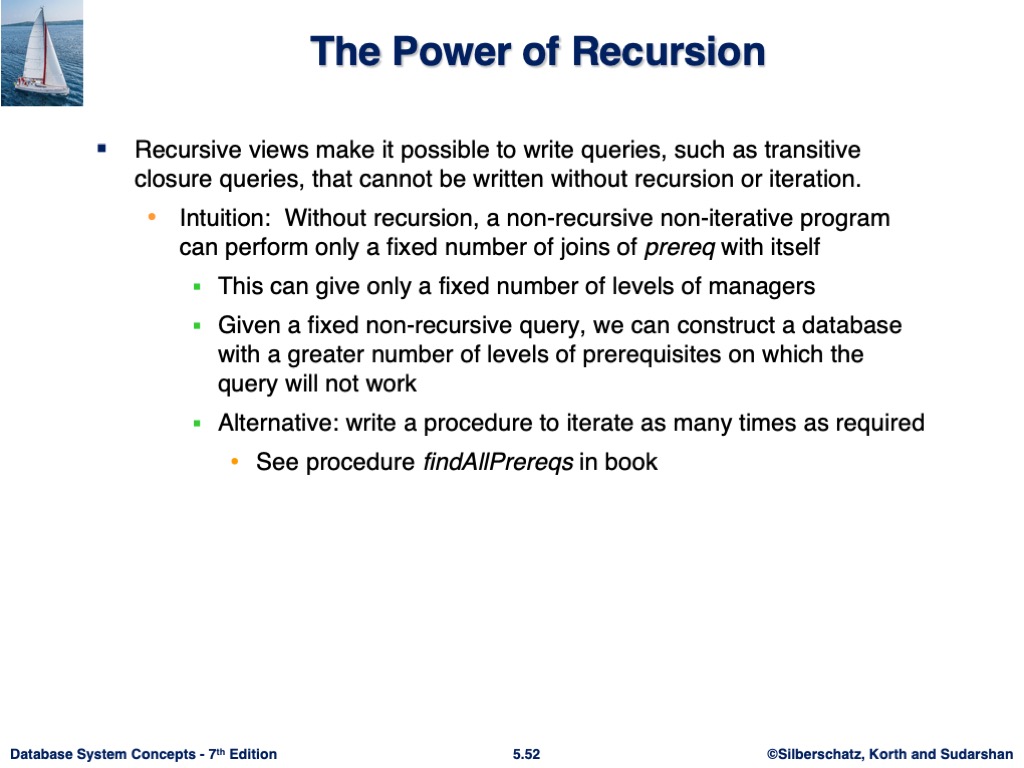 The Power of Recursion
▪ Recursive views make it possible to write queries, such as transitive
closure queries, that cannot be written without recursion or iteration.
• Intuition:  Without recursion, a non-recursive non-iterative program
can perform only a fixed number of joins of prereq with itself
▪ This can give only a fixed number of levels of managers
▪ Given a fixed non-recursive query, we can construct a database
with a greater number of levels of prerequisites on which the
query will not work
▪ Alternative: write a procedure to iterate as many times as required
• See procedure findAllPrereqs in book
Database System Concepts - 7th Edition
5.52
©Silberschatz, Korth and Sudarshan